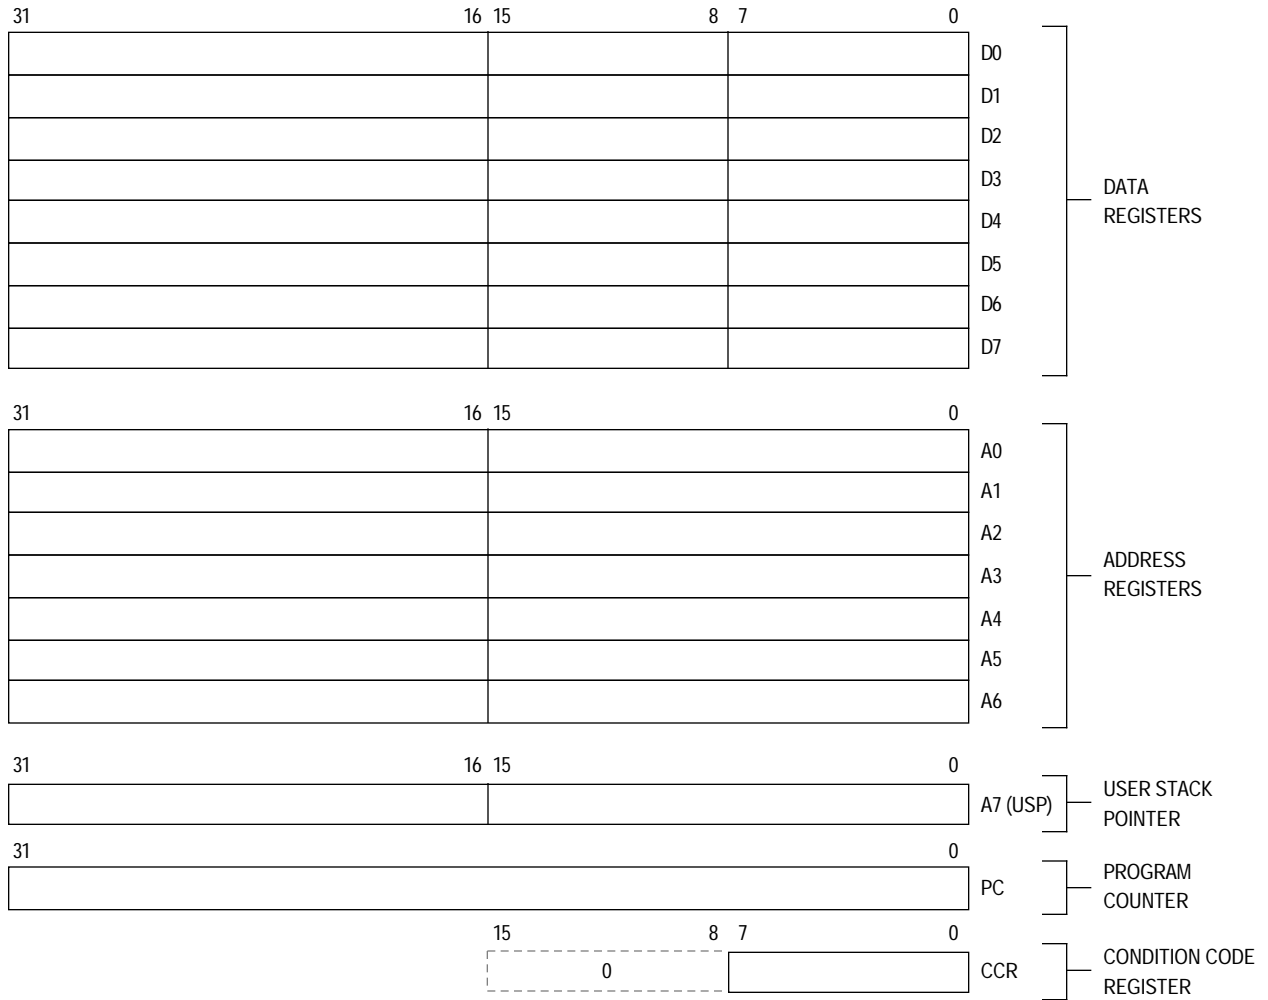 31 16 15 8 7 0
D0
D1
D2
D3
D4
D5
D6
D7
DATA
REGISTERS
31 16 15 0
A0
A1
A2
A3
A4
A5
A6
ADDRESS
REGISTERS
31 16 15 0
A7 (USP)
USER STACK
POINTER
31 0
PC
PROGRAM
COUNTER
15 8 7 0
0
CCR
CONDITION CODE
REGISTER